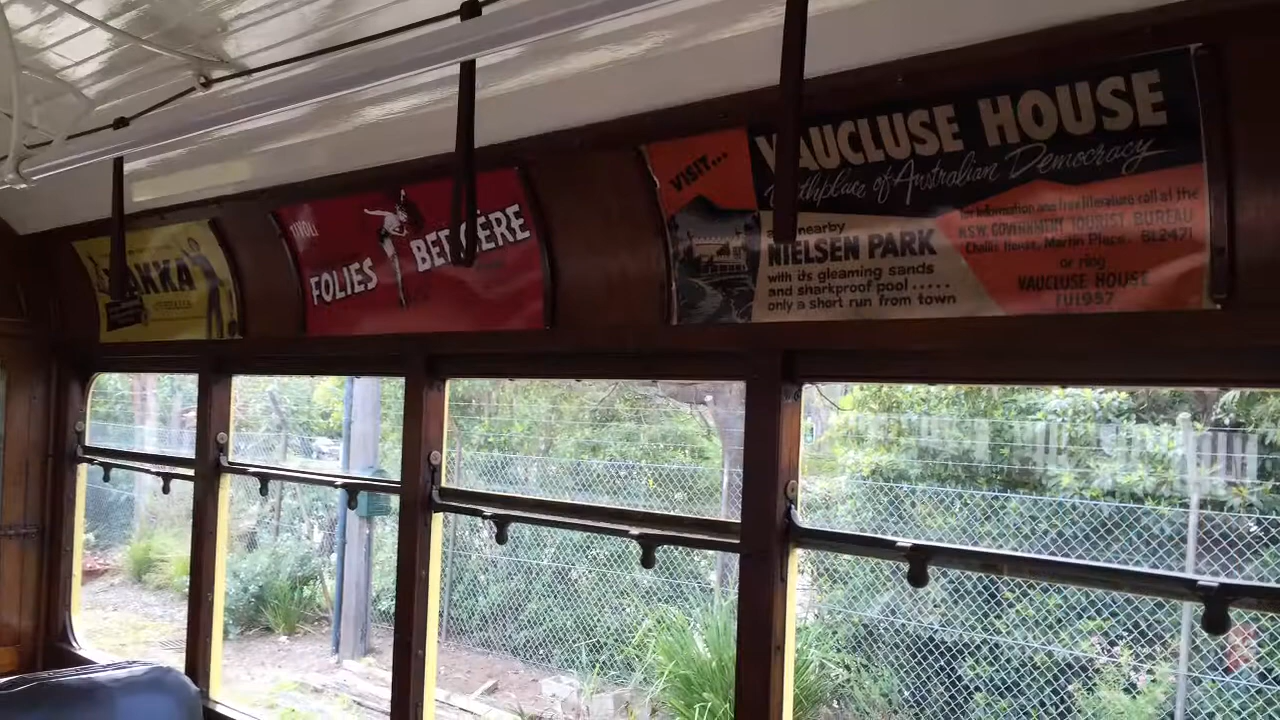 TIVOLI
FOLIES
BERGÈRE
VISIT...
VAUCLUSE HOUSE
Birthplace of Australian Democracy
nearby
NIELSEN PARK
with its gleaming sands
and sharkproof pool.....
only a short run from town
for information and free literature call at the
N.S.W. GOVERNMENT TOURIST BUREAU
Challis House, Martin Place. BL2471
or ring
VAUCLUSE HOUSE
FU1957